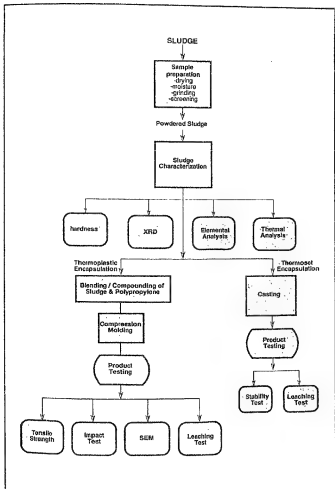 SLUDGE
Sample
preparation
-drying
-moisture
-grinding
-screening
Powdered Sludge
Sludge
Characterization
hardness
XRD
Elemental
Analysis
Thermal
Analysis
Thermoplastic
Encapsulation
Thermoset
Encapsulation
Blending / Compounding of
Sludge & Polypropylene
Casting
Compression
Molding
Product
Testing
Product
Testing
Stability
Test
Leaching
Test
Tensile
Strength
Impact
Test
SEM
Leaching
Test